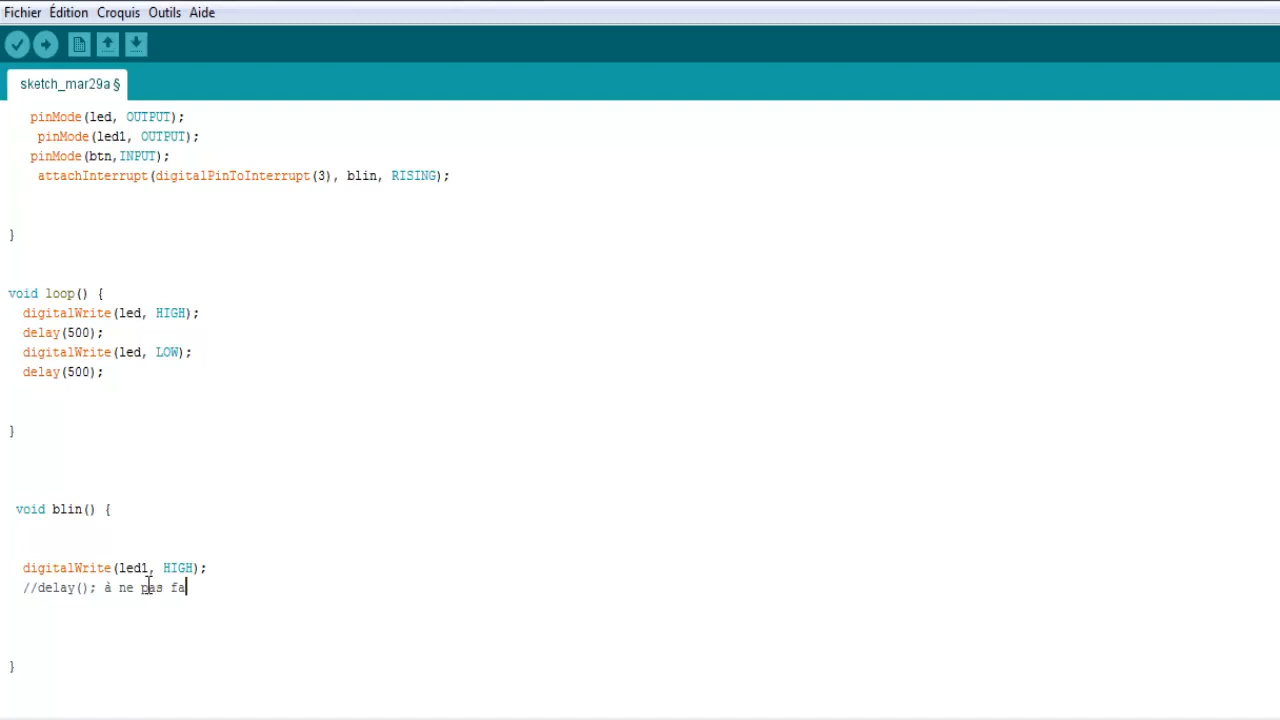 Fichier Édition Croquis Outils Aide
sketch_mar29a §
pinMode(led, OUTPUT);
pinMode(led1, OUTPUT);
pinMode(btn,INPUT);
attachInterrupt(digitalPinToInterrupt(3), blin, RISING);
}
void loop() {
digitalWrite(led, HIGH);
delay(500);
digitalWrite(led, LOW);
delay(500);
}
void blin() {
digitalWrite(led1, HIGH);
//delay(); à ne pas fa
}